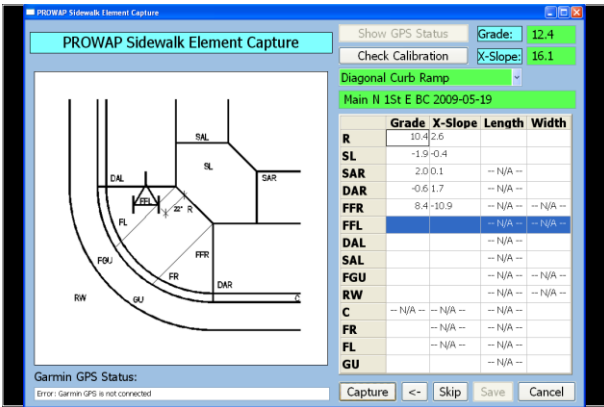 PROWAP Sidewalk Element Capture
PROWAP Sidewalk Element Capture
Show GPS Status Grade: 12.4
Check Calibration X-Slope: 16.1
Diagonal Curb Ramp
Main N 1St E BC 2009-05-19
SAL
SL
SAR
DAL
FFL
22" R
FL
FFR
FGU
FR
DAR
RW
GU
C
Grade X-Slope Length Width
R 10.4 2.6
SL -1.9 -0.4
SAR 2.0 0.1 -- N/A --
DAR -0.6 1.7 -- N/A --
FFR 8.4 -10.9 -- N/A -- -- N/A --
FFL -- N/A -- -- N/A --
DAL -- N/A --
SAL -- N/A --
FGU -- N/A -- -- N/A --
RW -- N/A -- -- N/A --
C -- N/A -- -- N/A --
FR -- N/A -- -- N/A --
FL -- N/A -- -- N/A --
GU -- N/A --
Garmin GPS Status:
Error: Garmin GPS is not connected
Capture <- Skip Save Cancel